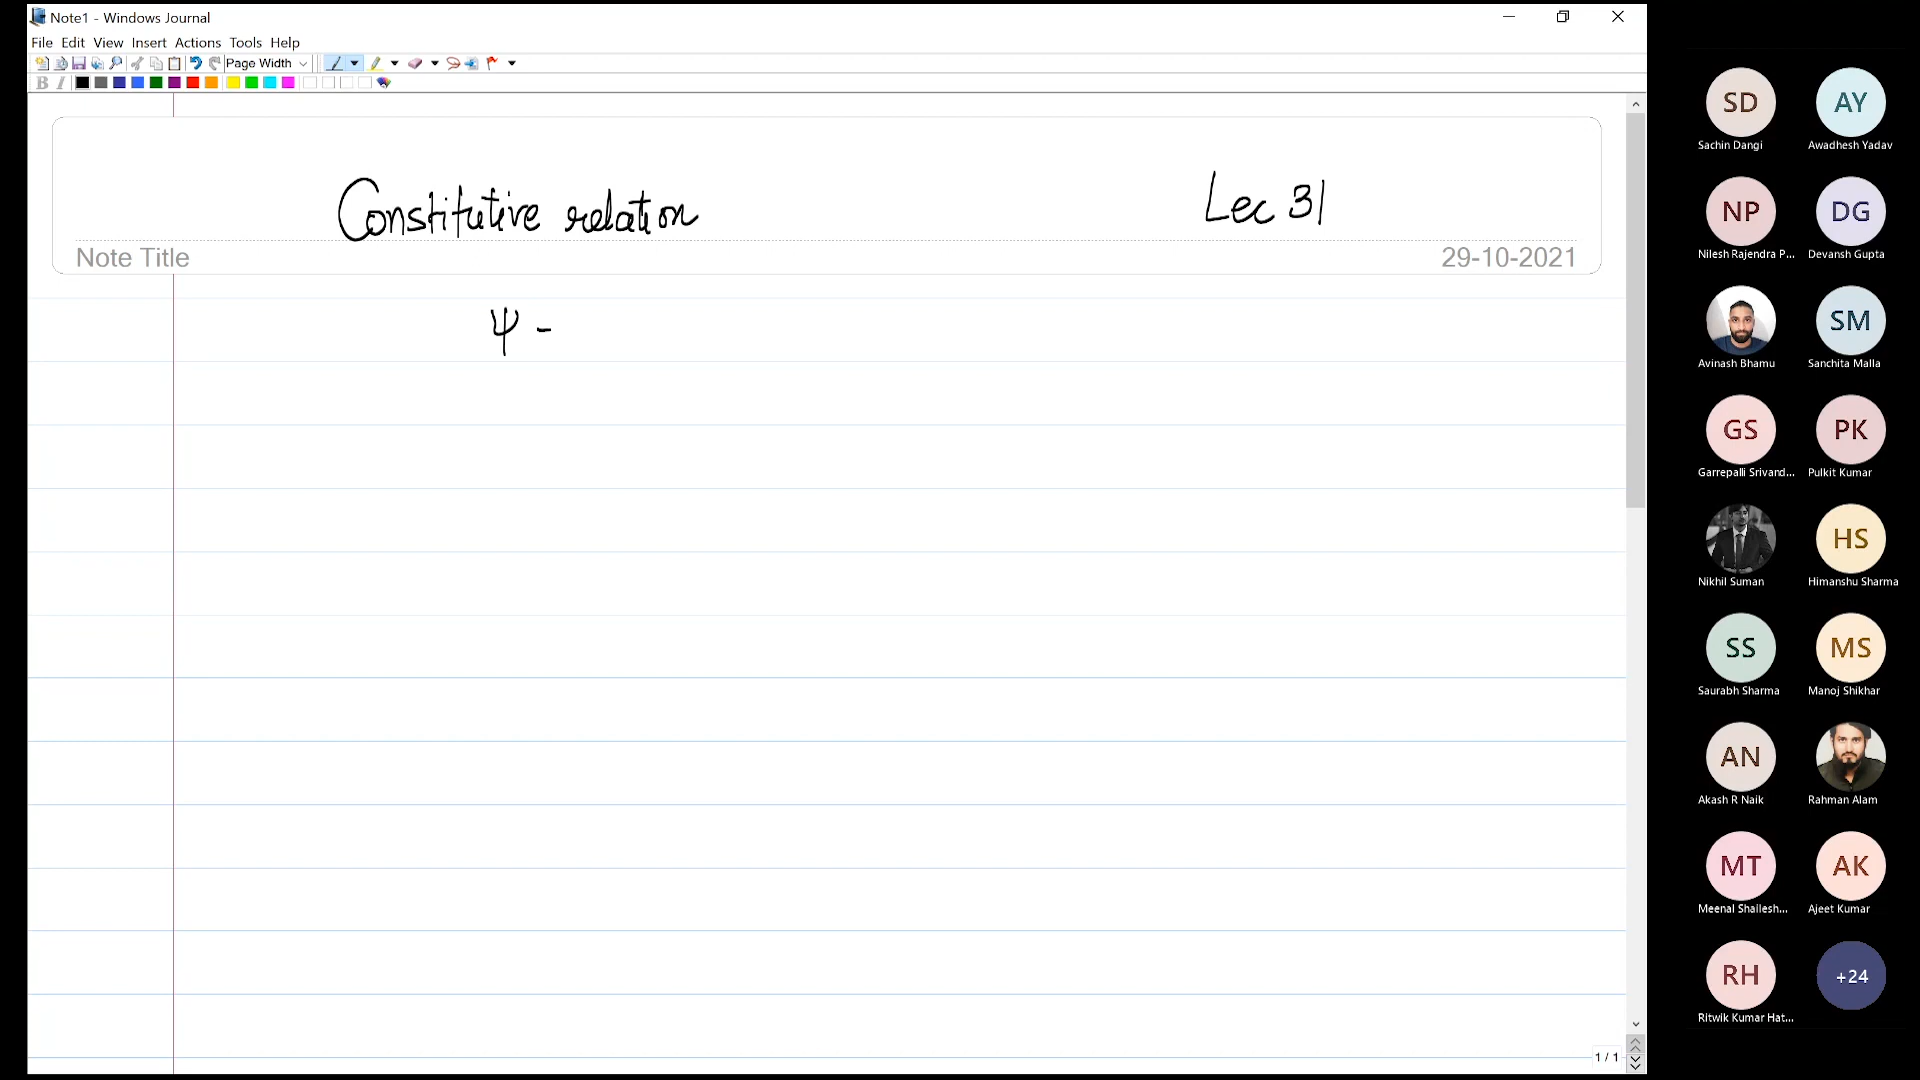 Note1 - Windows Journal
File Edit View Insert Actions Tools Help
Page Width
B I
Constitutive relation
Lec 31
Note Title
29-10-2021
Ψ -
1 / 1
SD
Sachin Dangi
AY
Awadhesh Yadav
NP
Nilesh Rajendra P...
DG
Devansh Gupta
Avinash Bhamu
SM
Sanchita Malla
GS
Garrepalli Srivand...
PK
Pulkit Kumar
Nikhil Suman
HS
Himanshu Sharma
SS
Saurabh Sharma
MS
Manoj Shikhar
AN
Akash R Naik
Rahman Alam
MT
Meenal Shailesh...
AK
Ajeet Kumar
RH
Ritwik Kumar Hat...
+24